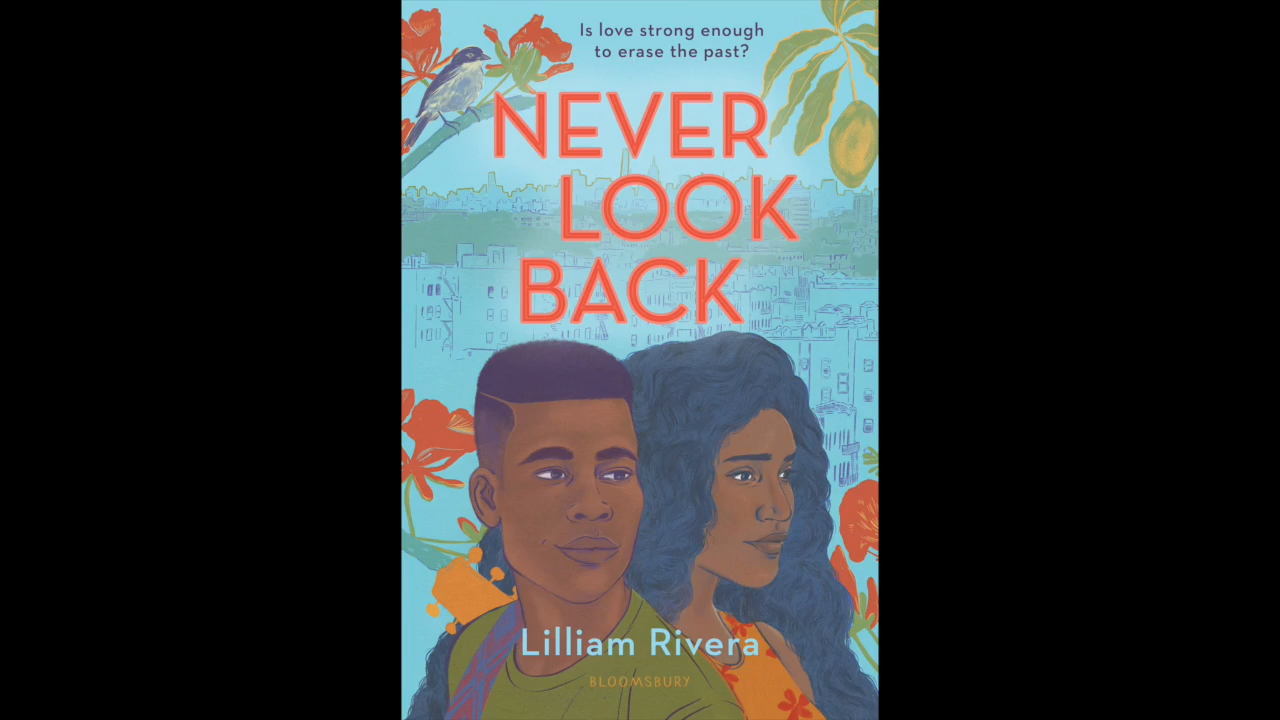 Is love strong enough
to erase the past?
NEVER
LOOK
BACK
Lilliam Rivera
BLOOMSBURY